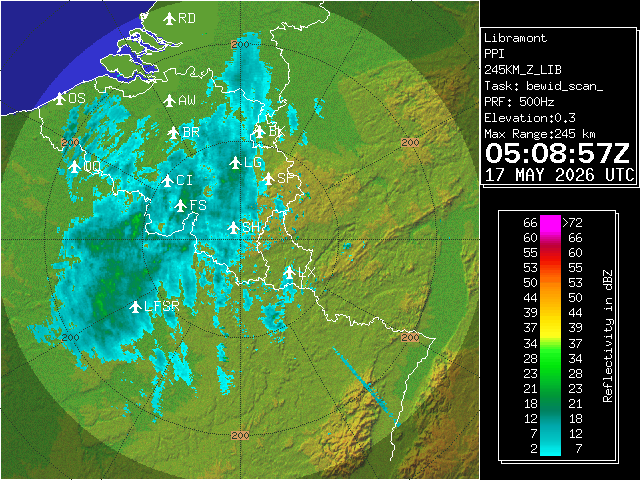 RD
200
OS
AW
BR
BK
200
200
WO
LG
CI
SP
FS
SH
LX
LFSR
200
200
200
Libramont
PPI
245KM_Z_LIB
Task: bewid_scan_
PRF: 500Hz
Elevation:0.3
Max Range:245 km
05:08:57Z
17 MAY 2026 UTC
66 >72
60 66
55 60
53 55
50 53
44 50
39 44
37 39
34 37
28 34
23 28
21 23
18 21
12 18
7 12
2 7
Reflectivity in dBZ